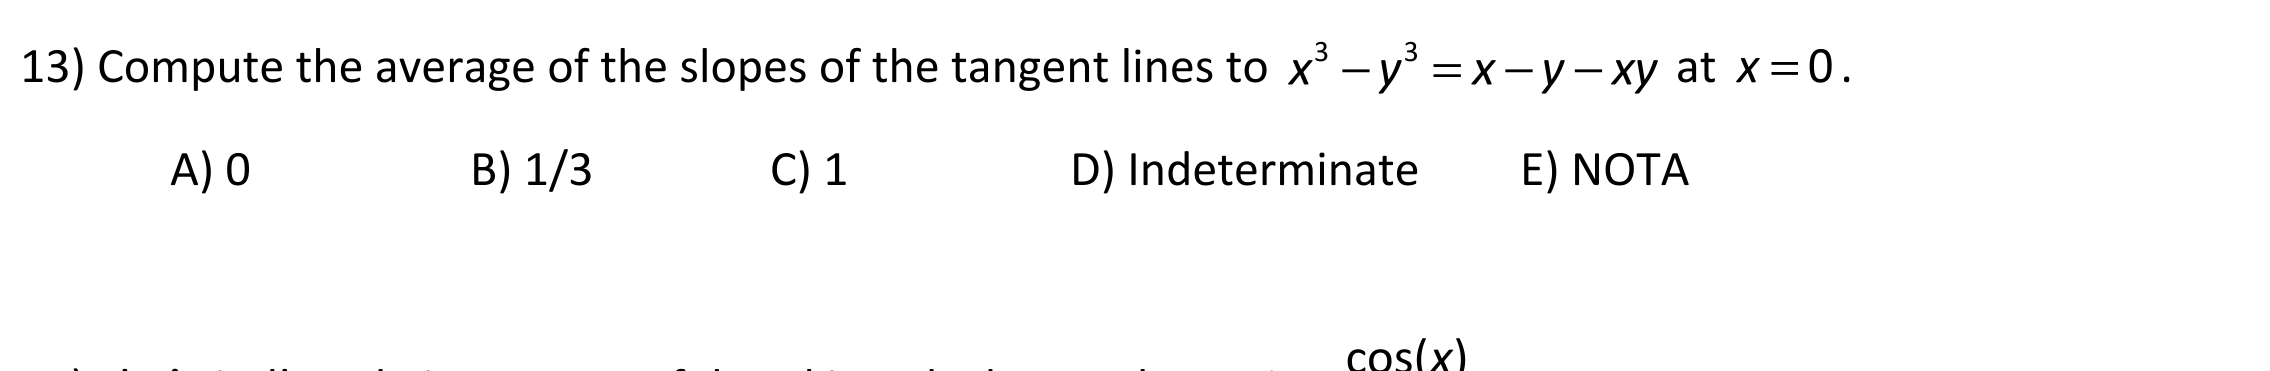 13) Compute the average of the slopes of the tangent lines to x³ − y³ = x − y − xy at x = 0.
A) 0 B) 1/3 C) 1 D) Indeterminate E) NOTA
cos(x)